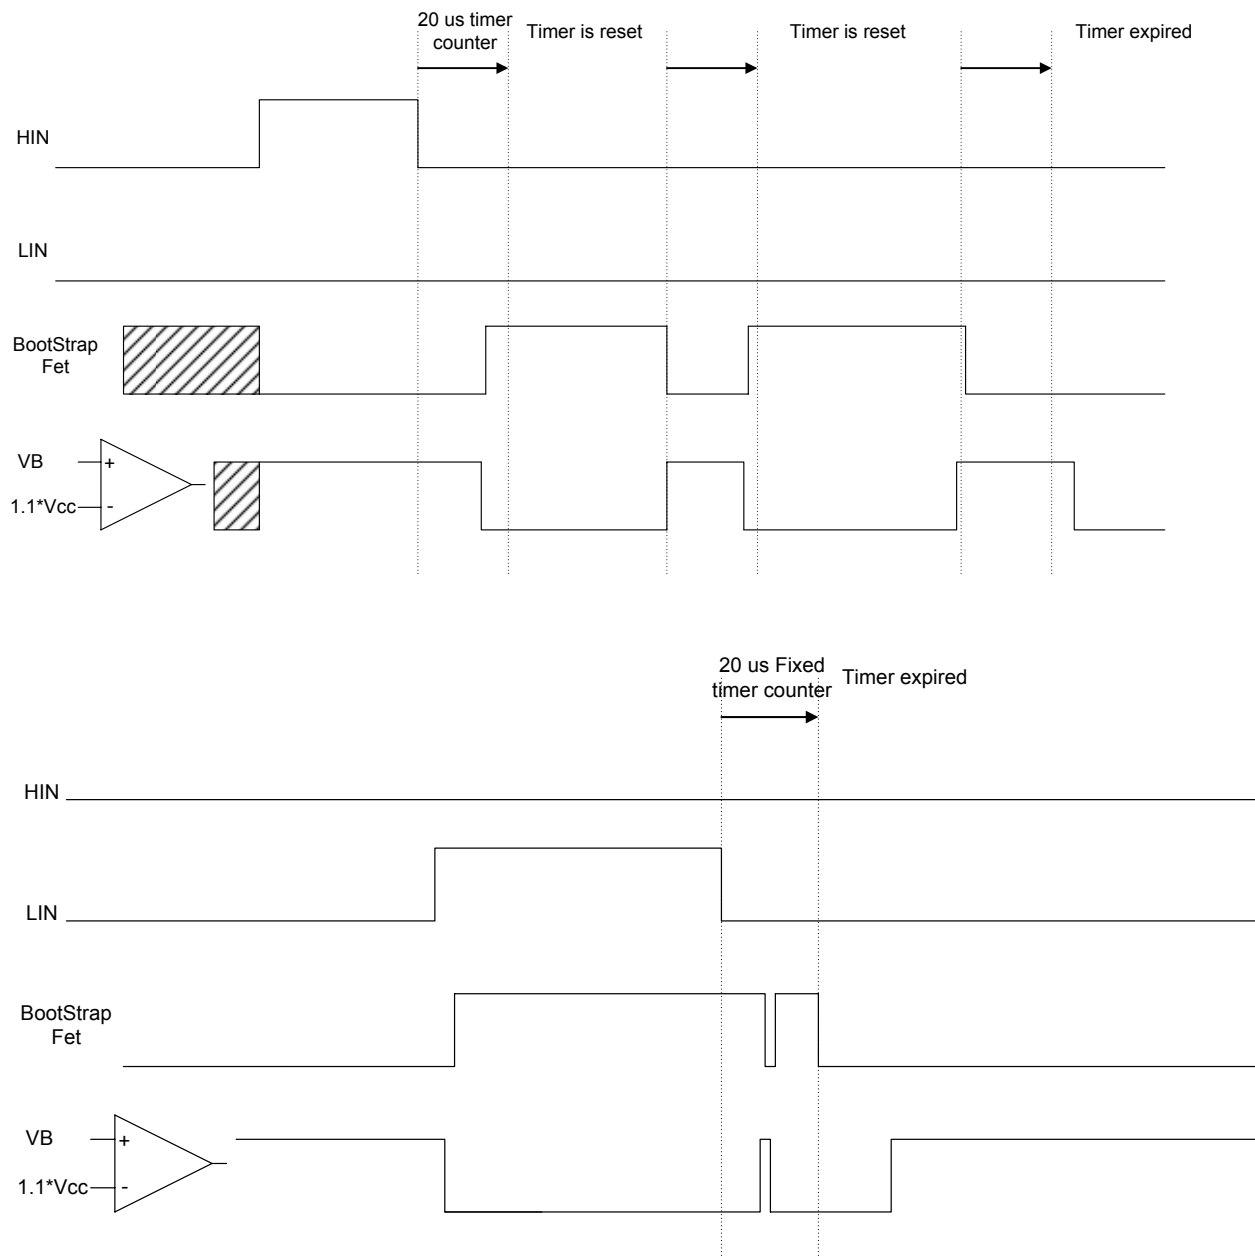 20 us timer
counter
Timer is reset
Timer is reset
Timer expired
HIN
LIN
BootStrap
Fet
VB
+
1.1*Vcc
-
20 us Fixed
timer counter
Timer expired
HIN
LIN
BootStrap
Fet
VB
+
1.1*Vcc
-